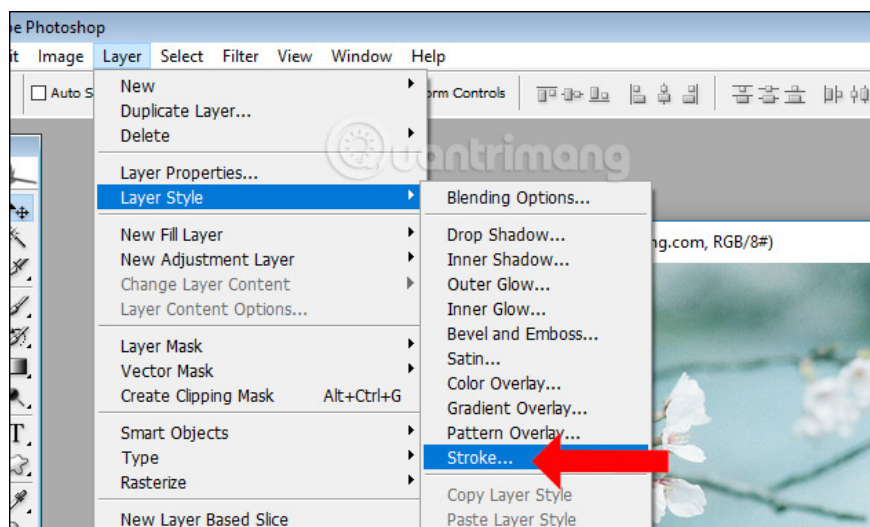 be Photoshop
it Image Layer Select Filter View Window Help
Auto S
orm Controls
New
Duplicate Layer...
Delete
Quantrimang
Layer Properties...
Layer Style
Blending Options...
New Fill Layer
Drop Shadow...
ng.com, RGB/8#)
New Adjustment Layer
Inner Shadow...
Change Layer Content
Outer Glow...
Layer Content Options...
Inner Glow...
Bevel and Emboss...
Layer Mask
Satin...
Vector Mask
Color Overlay...
Create Clipping Mask Alt+Ctrl+G
Gradient Overlay...
Smart Objects
Pattern Overlay...
Type
Stroke...
Rasterize
Copy Layer Style
New Layer Based Slice
Paste Layer Style
T